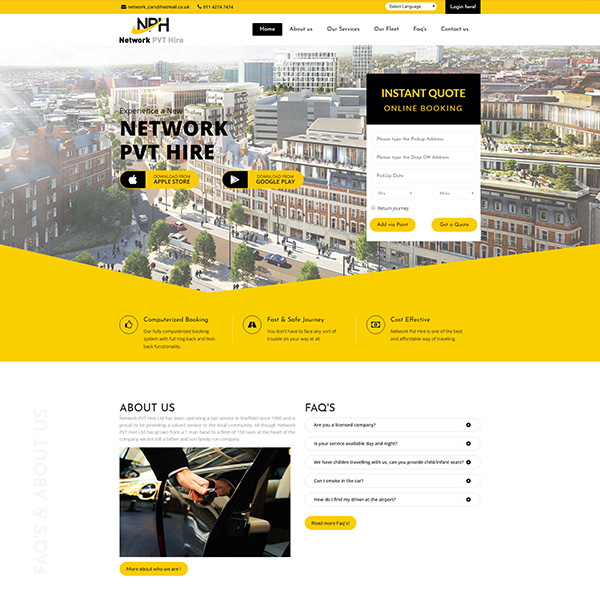 network_cars@hotmail.co.uk 011 4274 7474 Select Language Login here!
NPH
Network PVT Hire
Home About us Our Services Our Fleet Faq's Contact us
Experience a New
NETWORK
PVT HIRE
DOWNLOAD FROM
APPLE STORE
DOWNLOAD FROM
GOOGLE PLAY
INSTANT QUOTE
ONLINE BOOKING
Please type the Pickup Address
Please type the Drop Off Address
PickUp Date
Hrs Mins
Return Journey
Add via Point Get a Quote
Computerized Booking
Our fully computerized booking
system with full ring-back and text-
back functionality.
Fast & Safe Journey
You don't have to face any sort of
trouble on your way at all.
Cost Effective
Network Pvt Hire is one of the best
and affordable way of traveling.
FAQ'S & ABOUT US
ABOUT US
Network PVT Hire Ltd has been operating a taxi service in Sheffield since 1990 and is
proud to be providing a valued service to the local community. All though Network
PVT Hire Ltd has grown from a 1 man band to a fleet of 150 taxis at the heart of the
company we are still a father and son family run company.
More about who we are !
FAQ'S
Are you a licensed company?
Is your service available day and night?
We have childen travelling with us, can you provide child/infant seats?
Can I smoke in the car?
How do I find my driver at the airport?
Read more Faq's!